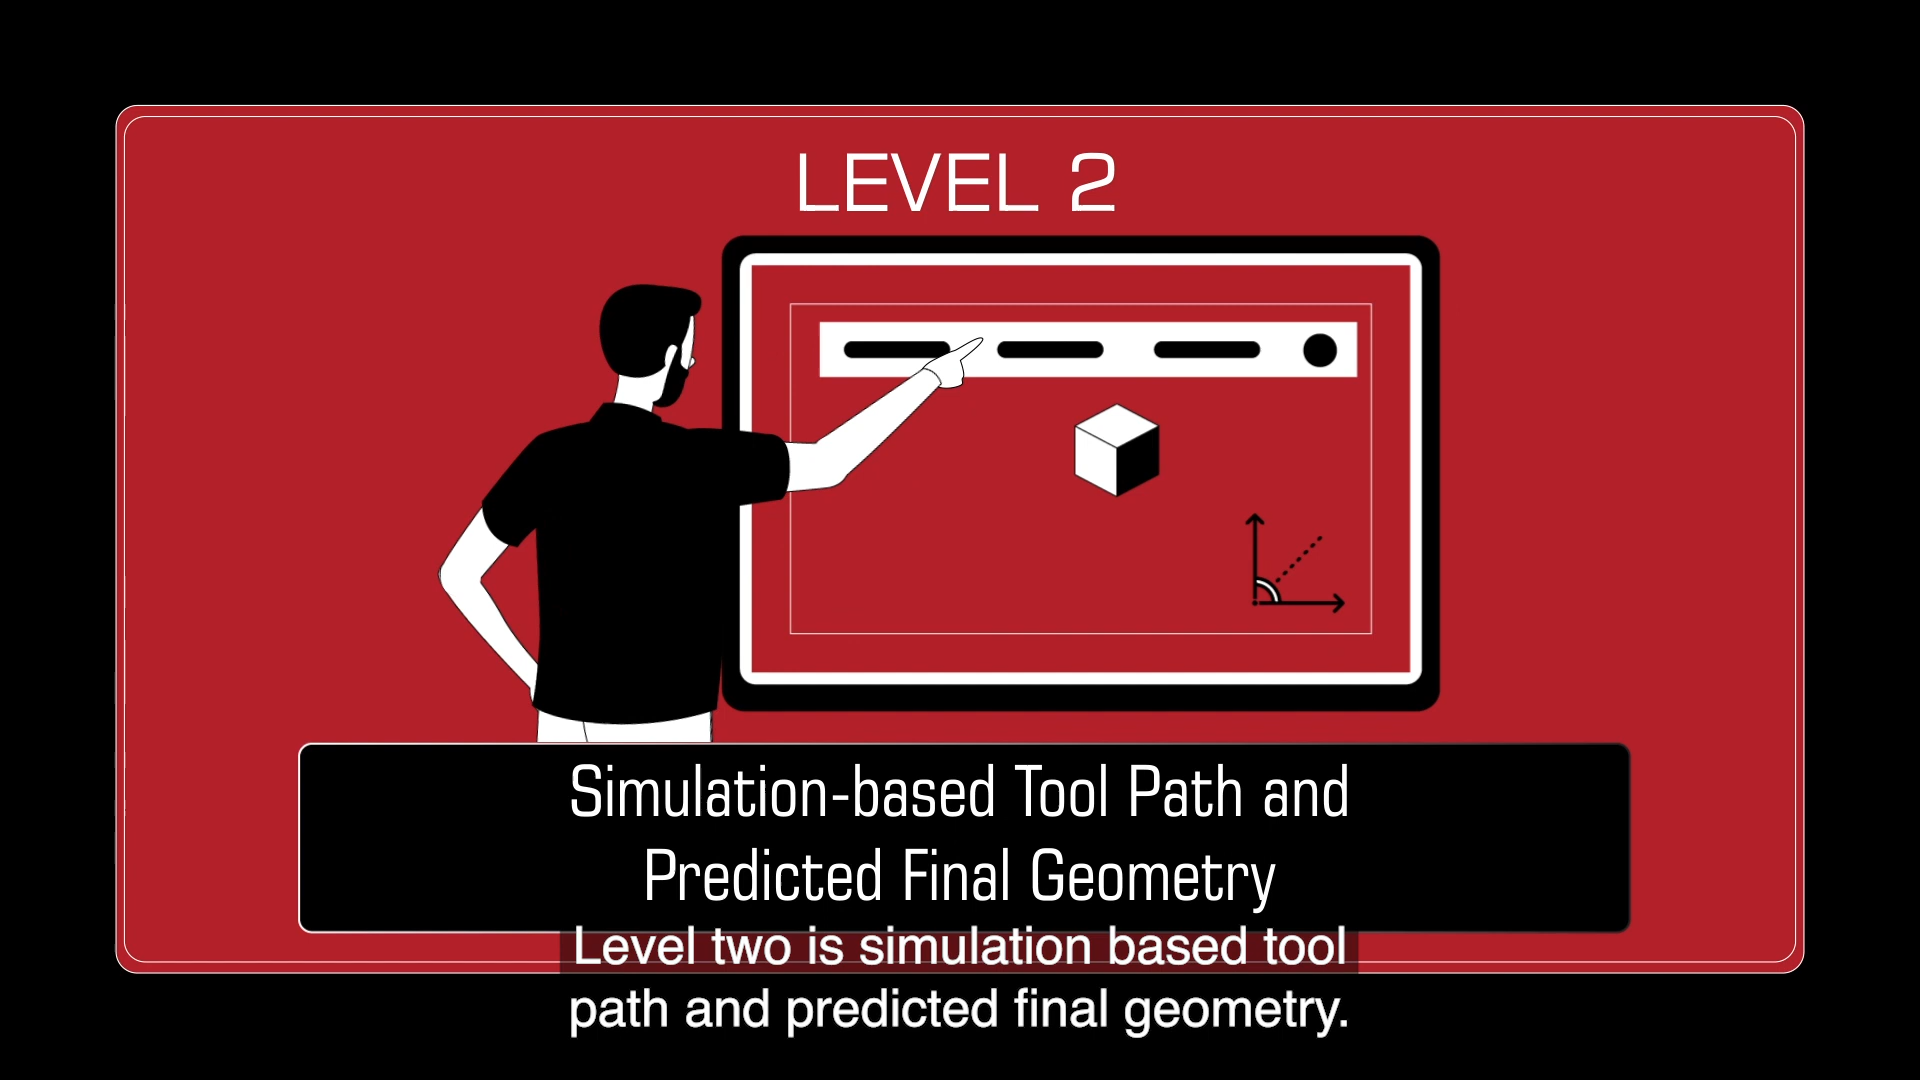 LEVEL 2
Simulation-based Tool Path and
Predicted Final Geometry
Level two is simulation based tool
path and predicted final geometry.